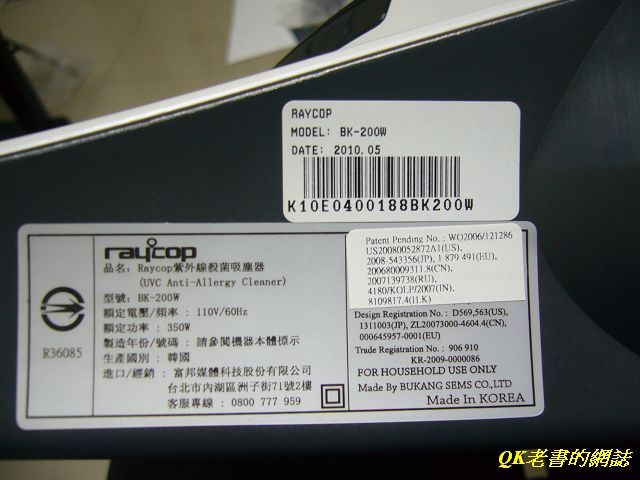 RAYCOP
MODEL: BK-200W
DATE: 2010.05
K10E0400188BK200W
raycop
品名: Raycop紫外線殺菌吸塵器
(UVC Anti-Allergy Cleaner)
型號: BK-200W
額定電壓/頻率 : 110V/60Hz
額定功率 : 350W
製造年份/號碼 : 請參閱機器本體標示
生產國別 : 韓國
進口/經銷 : 富邦媒體科技股份有限公司
台北市內湖區洲子街71號2樓
客服專線 : 0800 777 959
R36085
Patent Pending No. : WO2006/121286
US20080052872A1(US),
2008-543356(JP), 1 879 491(EU),
200680009311.8(CN)
2007139738(RU)
4180/KOLP/2007(IN)
8109817.4(H.K)
Design Registration No. : D569,563(US),
1311003(JP), ZL20073000-4604.4(CN),
000645957-0001(EU)
Trade Registration No. : 906 910
KR-2009-0000086
FOR HOUSEHOLD USE ONLY
Made By BUKANG SEMS CO.,LTD
Made In KOREA
QK老書的網誌